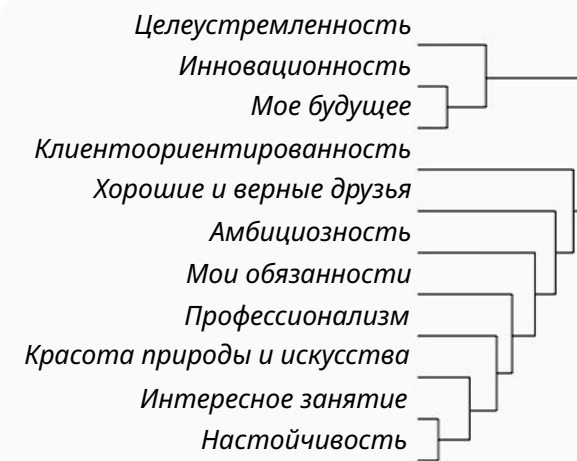 Целеустремленность
Инновационность
Мое будущее
Клиентоориентированность
Хорошие и верные друзья
Амбициозность
Мои обязанности
Профессионализм
Красота природы и искусства
Интересное занятие
Настойчивость